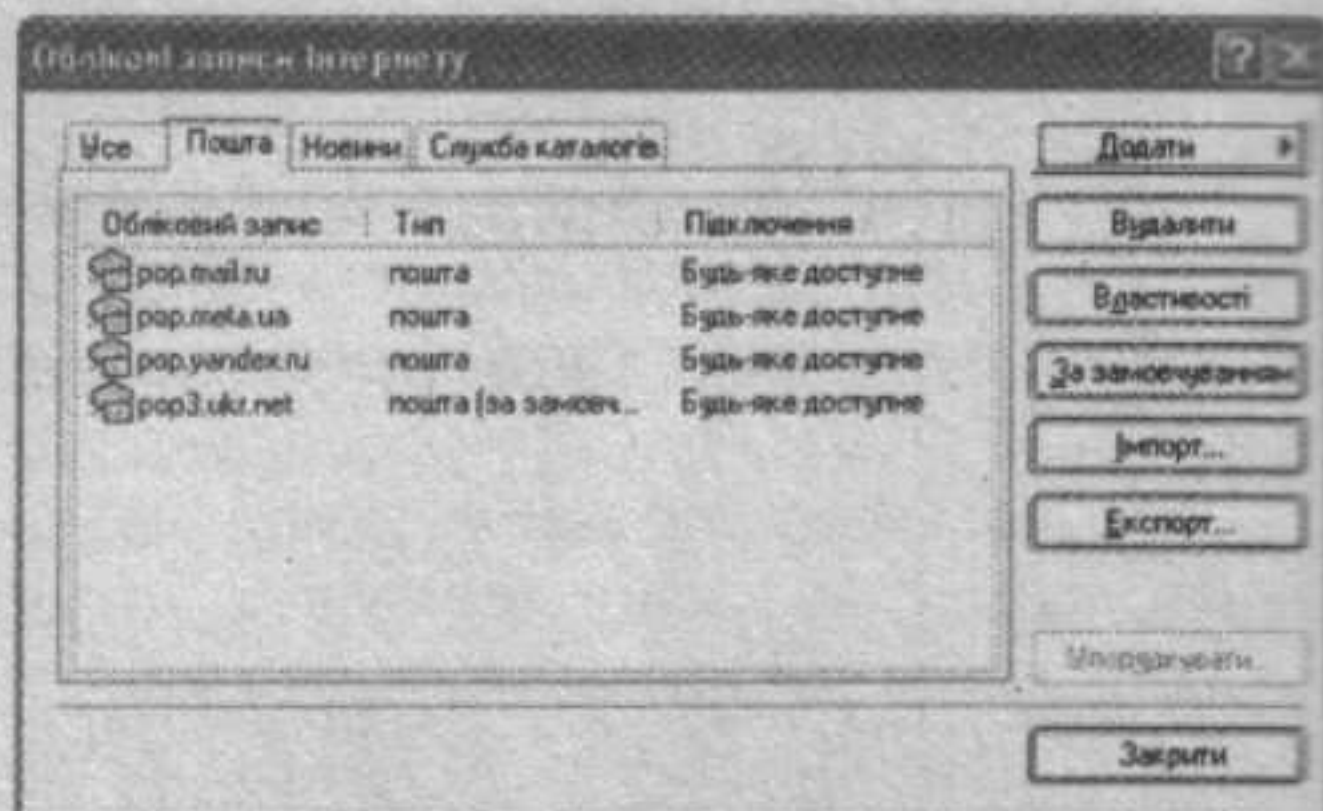 Облікові записи Інтернету
Усе Пошта Новини Служба каталогів
Обліковий запис Тип Підключення
pop.mail.ru пошта Будь-яке доступне
pop.meta.ua пошта Будь-яке доступне
pop.yandex.ru пошта Будь-яке доступне
pop3.ukr.net пошта (за замовч... Будь-яке доступне
Додати
Видалити
Властивості
За замовчуванням
Імпорт...
Експорт...
Упорядкувати...
Закрити